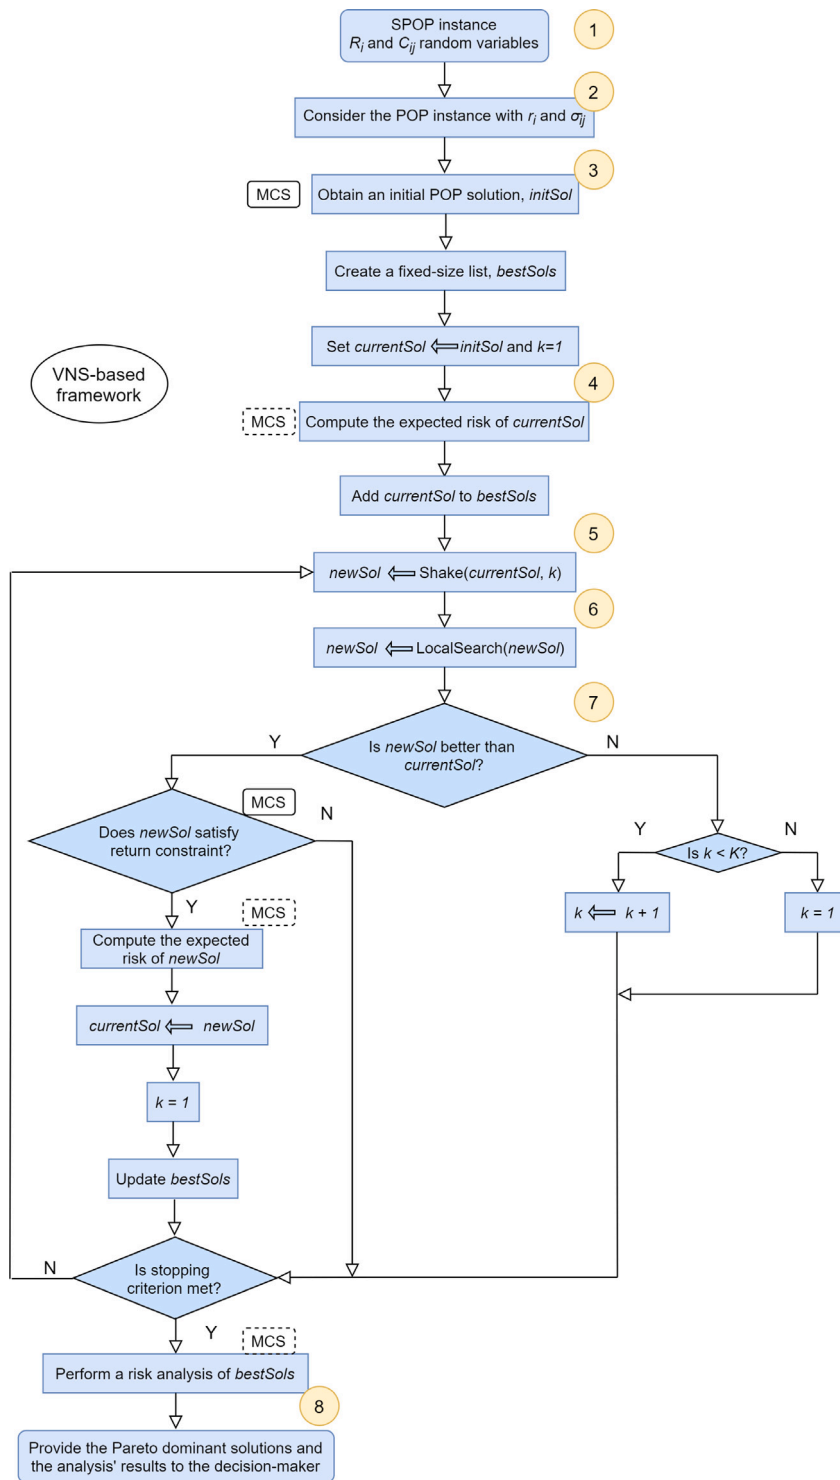 SPOP instance
R_i and C_ij random variables
1
2
Consider the POP instance with r_i and σ_ij
3
MCS
Obtain an initial POP solution, initSol
Create a fixed-size list, bestSols
Set currentSol ⇐ initSol and k=1
VNS-based
framework
4
MCS
Compute the expected risk of currentSol
Add currentSol to bestSols
5
newSol ⇐ Shake(currentSol, k)
6
newSol ⇐ LocalSearch(newSol)
7
Is newSol better than
currentSol?
Y
N
MCS
Does newSol satisfy
return constraint?
N
Y
Is k < K?
Y
N
k ⇐ k + 1
k = 1
MCS
Compute the expected
risk of newSol
currentSol ⇐ newSol
k = 1
Update bestSols
Is stopping
criterion met?
N
Y
MCS
Perform a risk analysis of bestSols
8
Provide the Pareto dominant solutions and
the analysis' results to the decision-maker